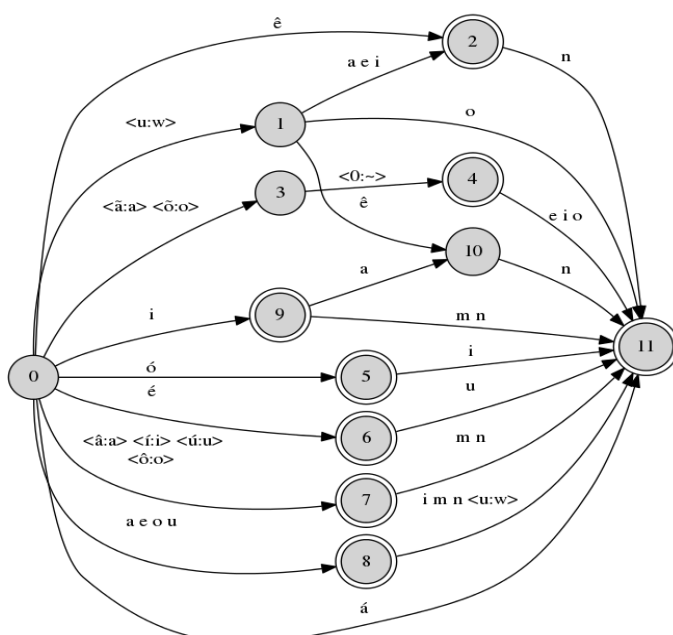 ê
2
n
a e i
<u:w>
1
o
<ã:a> <õ:o>
3
<0:~>
4
ê
e i o
10
a
n
i
9
m n
11
0
ó
5
i
é
6
u
<â:a> <í:i> <ú:u>
<ô:o>
7
m n
a e o u
i m n <u:w>
8
á